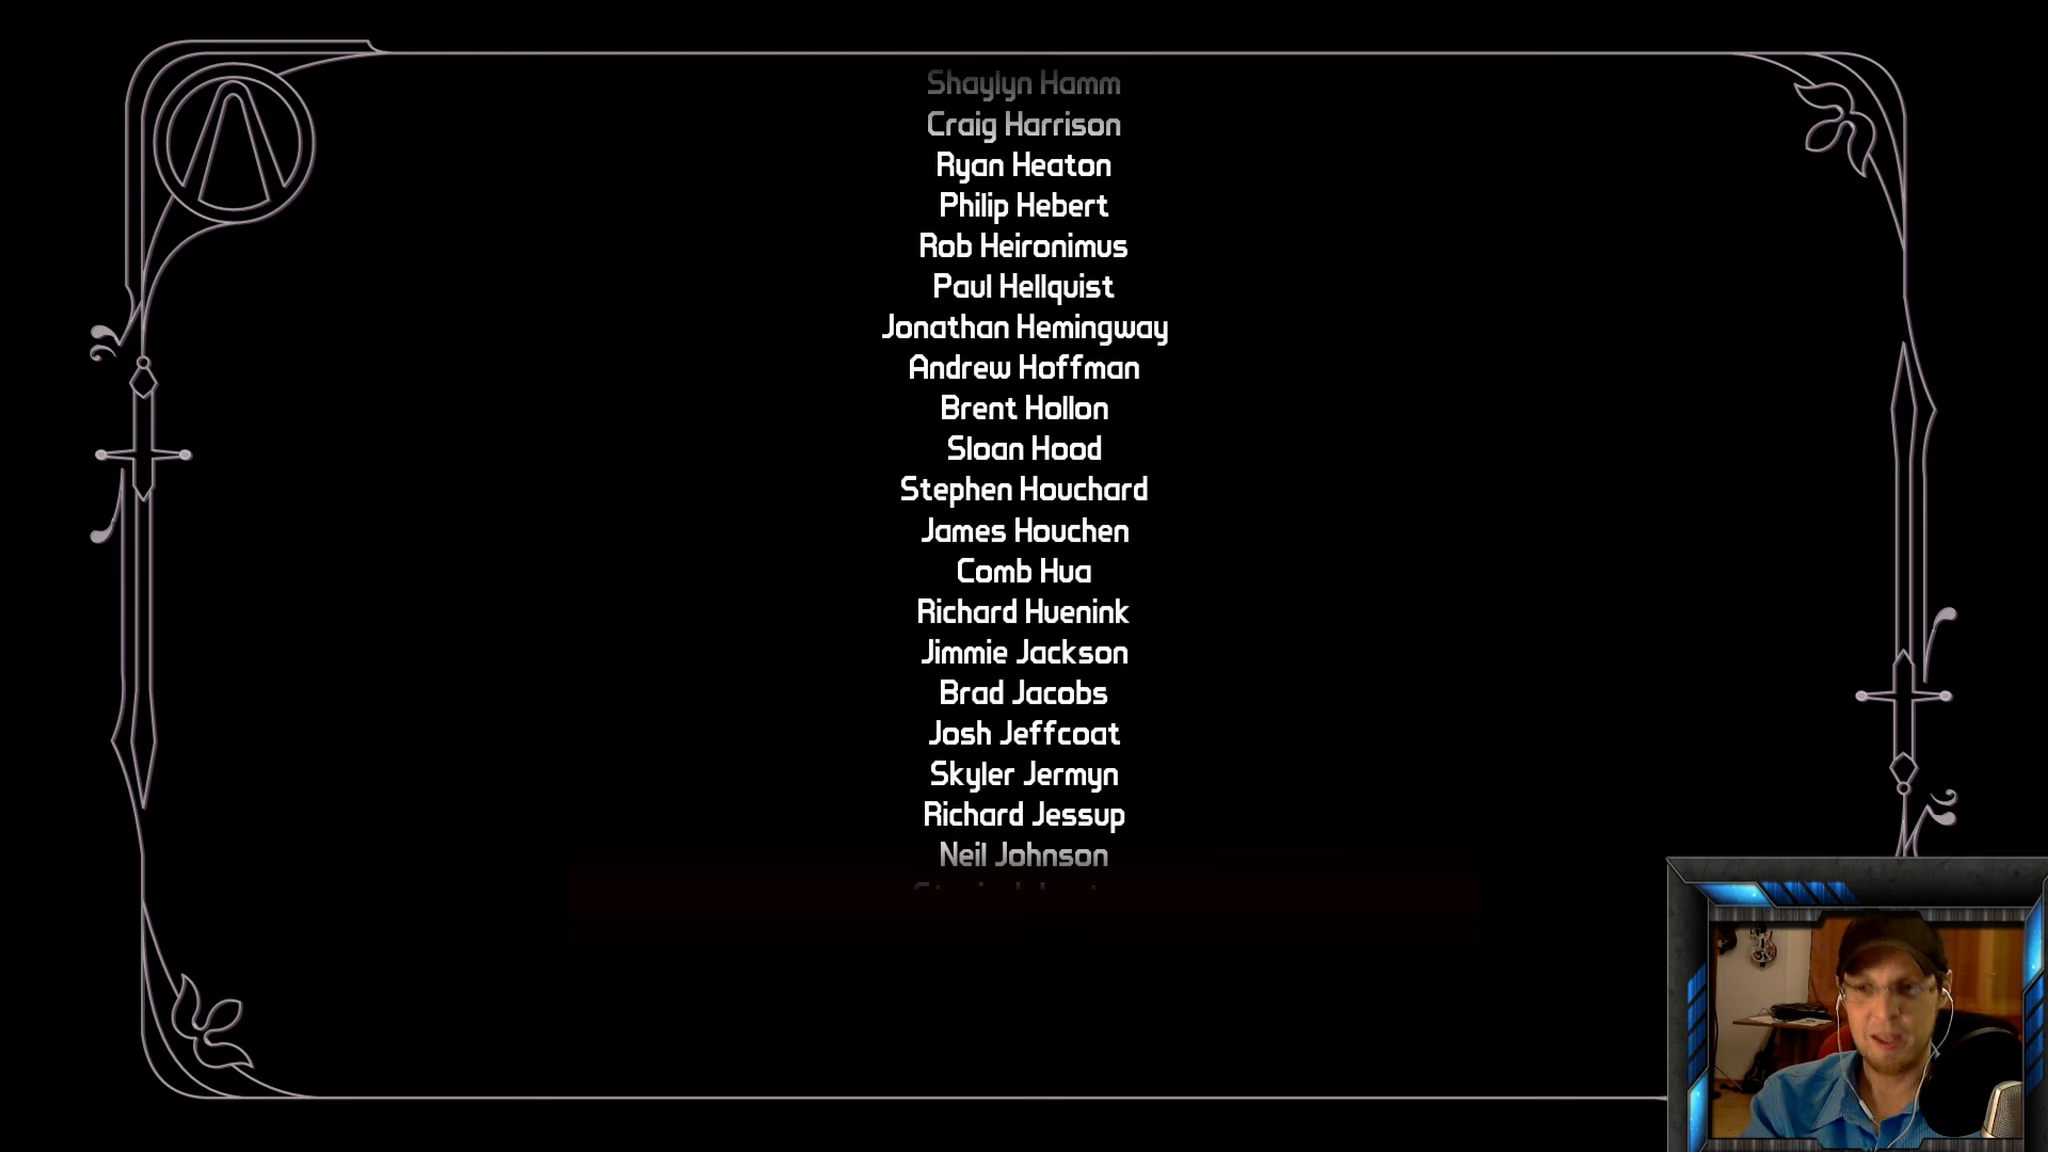 Shaylyn Hamm
Craig Harrison
Ryan Heaton
Philip Hebert
Rob Heironimus
Paul Hellquist
Jonathan Hemingway
Andrew Hoffman
Brent Hollon
Sloan Hood
Stephen Houchard
James Houchen
Comb Hua
Richard Huenink
Jimmie Jackson
Brad Jacobs
Josh Jeffcoat
Skyler Jermyn
Richard Jessup
Neil Johnson